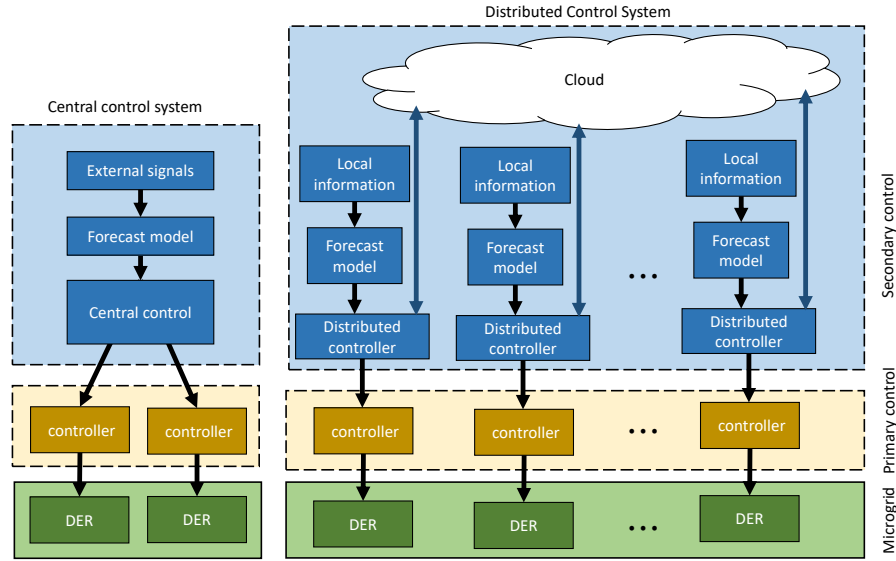 Distributed Control System
Cloud
Central control system
External signals
Forecast model
Central control
Local
information
Forecast
model
Distributed
controller
Local
information
Forecast
model
Distributed
controller
...
Local
information
Forecast
model
Distributed
controller
Secondary control
controller
controller
controller
controller
...
controller
Primary control
DER
DER
DER
DER
...
DER
Microgrid